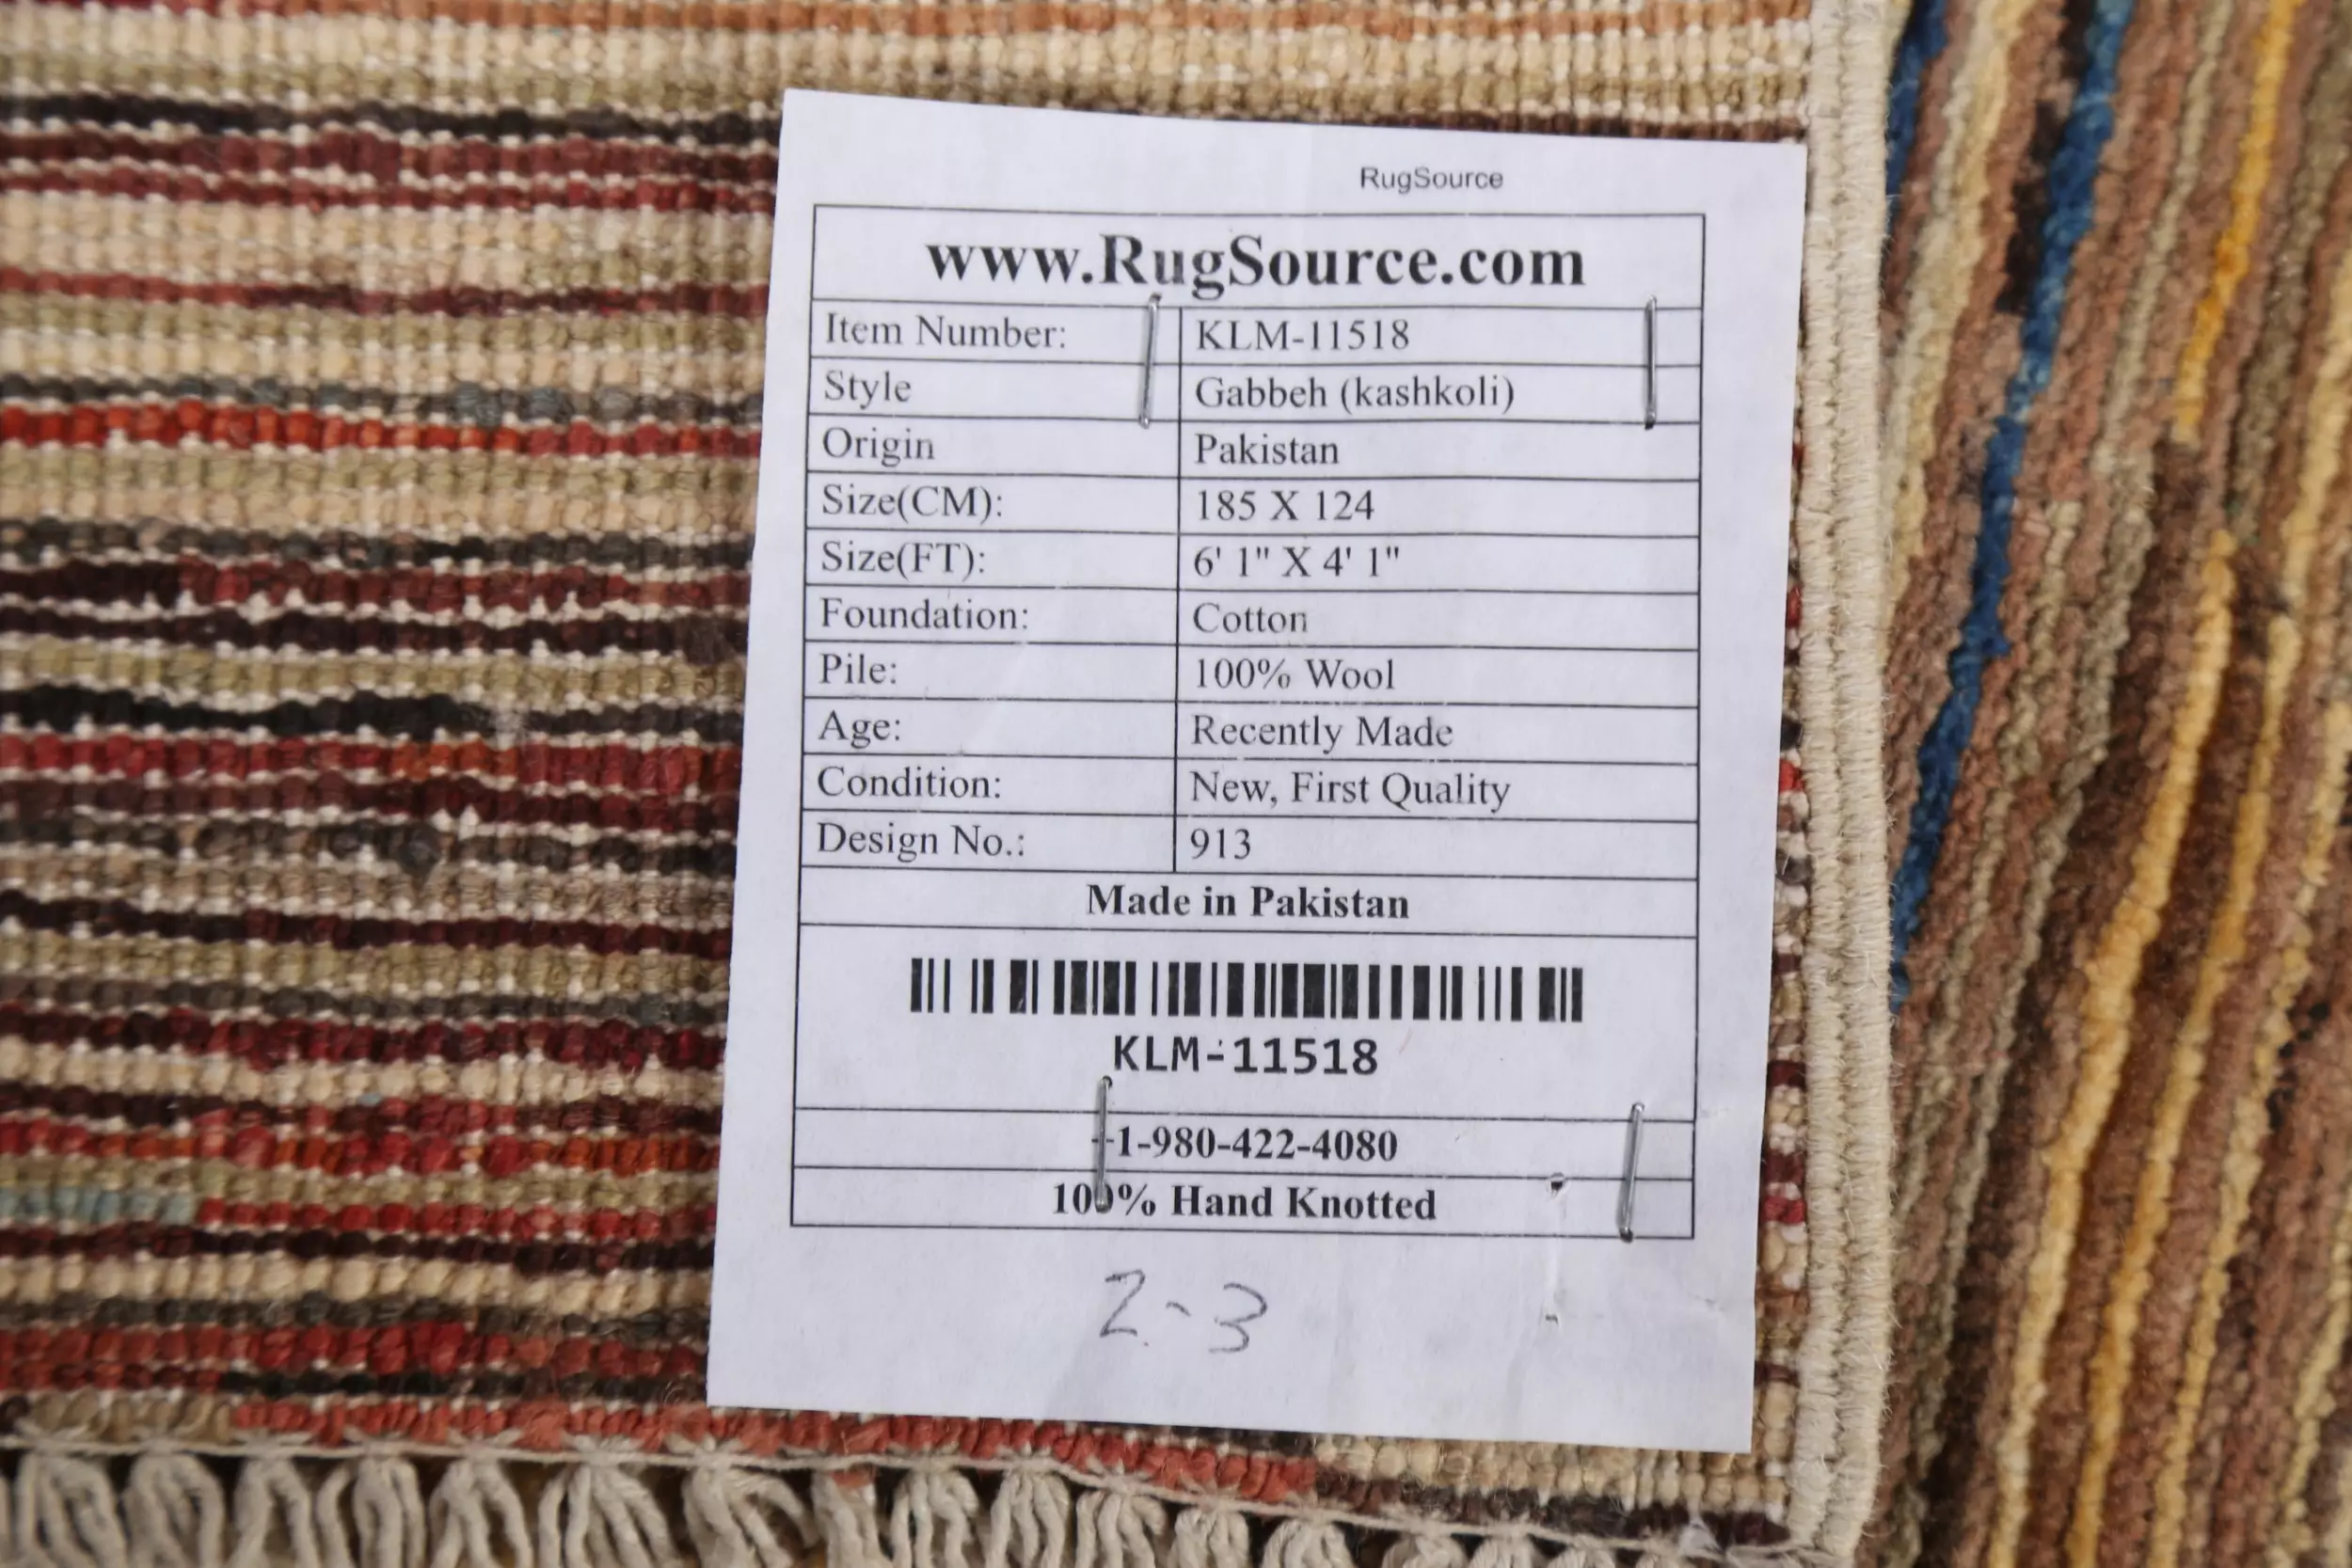 RugSource
www.RugSource.com
Item Number: KLM-11518
Style Gabbeh (kashkoli)
Origin Pakistan
Size(CM): 185 X 124
Size(FT): 6' 1" X 4' 1"
Foundation: Cotton
Pile: 100% Wool
Age: Recently Made
Condition: New, First Quality
Design No.: 913
Made in Pakistan
KLM-11518
+1-980-422-4080
100% Hand Knotted
2-3